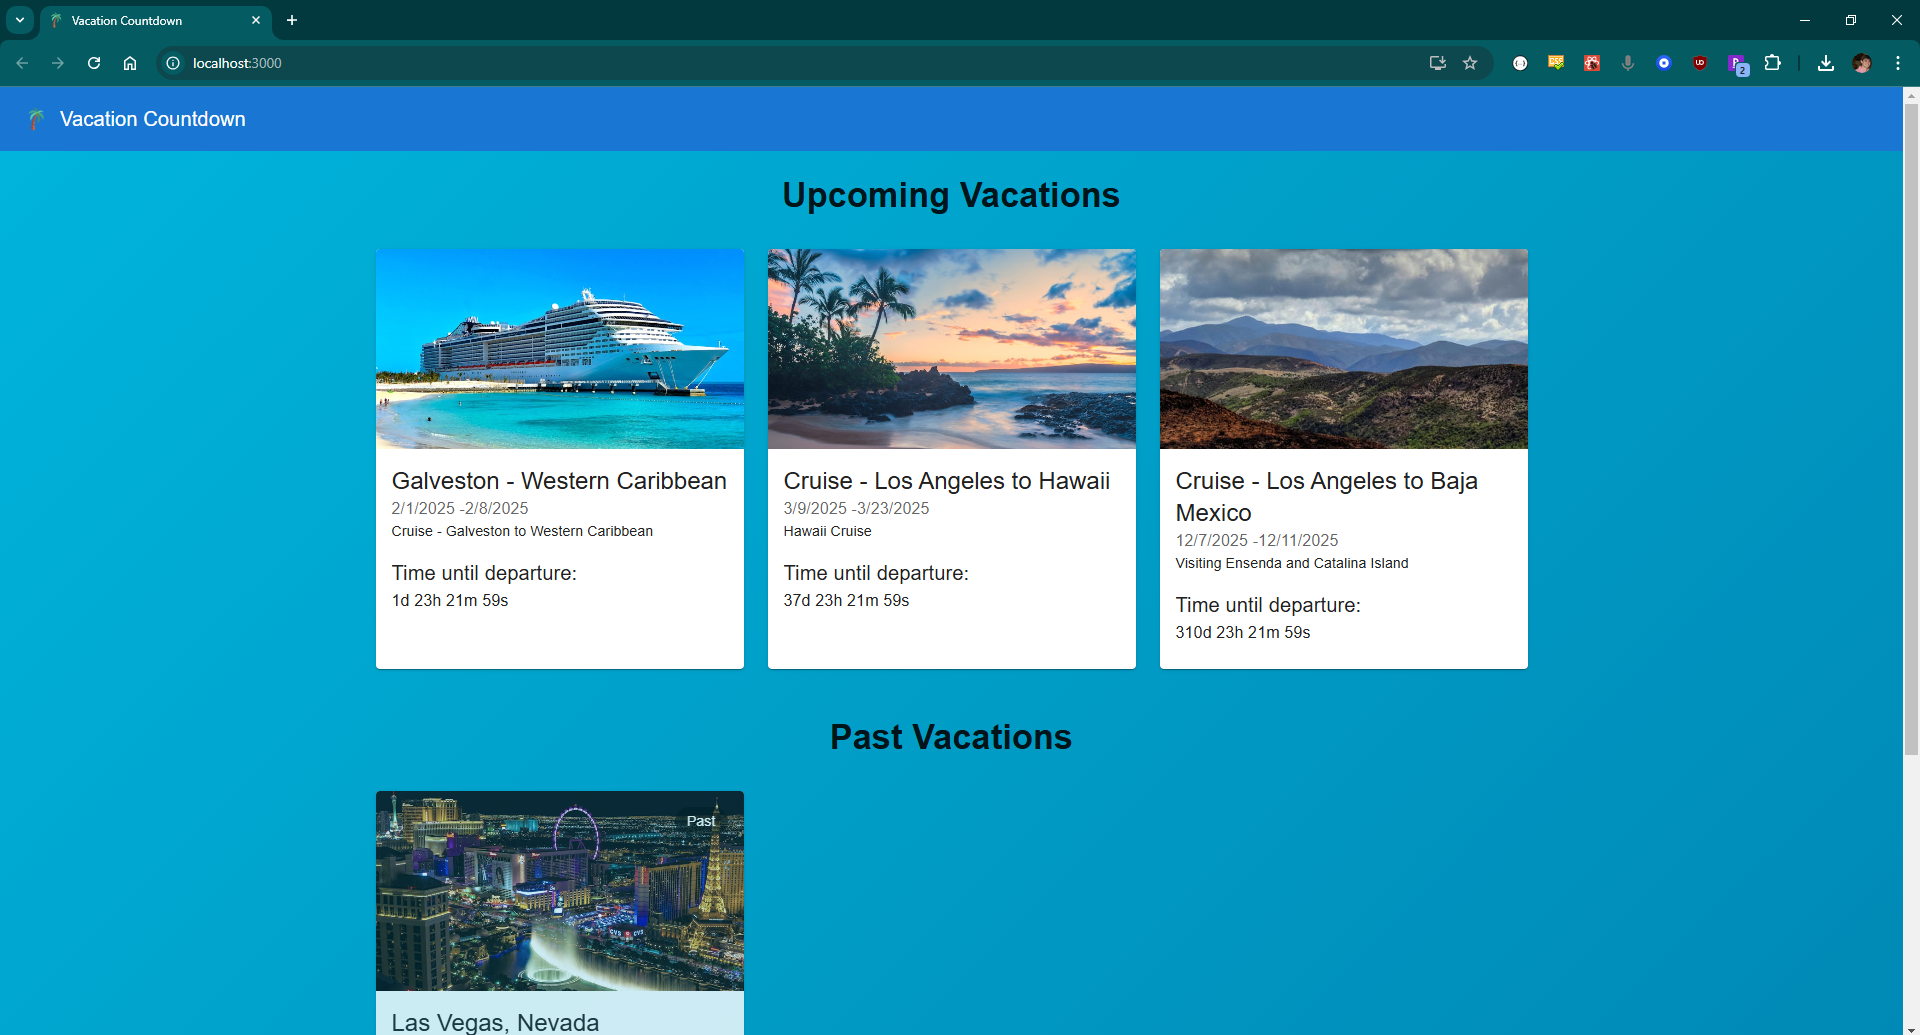 Vacation Countdown
localhost:3000
2
Vacation Countdown
Upcoming Vacations
Galveston - Western Caribbean
2/1/2025 -2/8/2025
Cruise - Galveston to Western Caribbean
Time until departure:
1d 23h 21m 59s
Cruise - Los Angeles to Hawaii
3/9/2025 -3/23/2025
Hawaii Cruise
Time until departure:
37d 23h 21m 59s
Cruise - Los Angeles to Baja
Mexico
12/7/2025 -12/11/2025
Visiting Ensenda and Catalina Island
Time until departure:
310d 23h 21m 59s
Past Vacations
Past
CVS
CVS
Las Vegas, Nevada